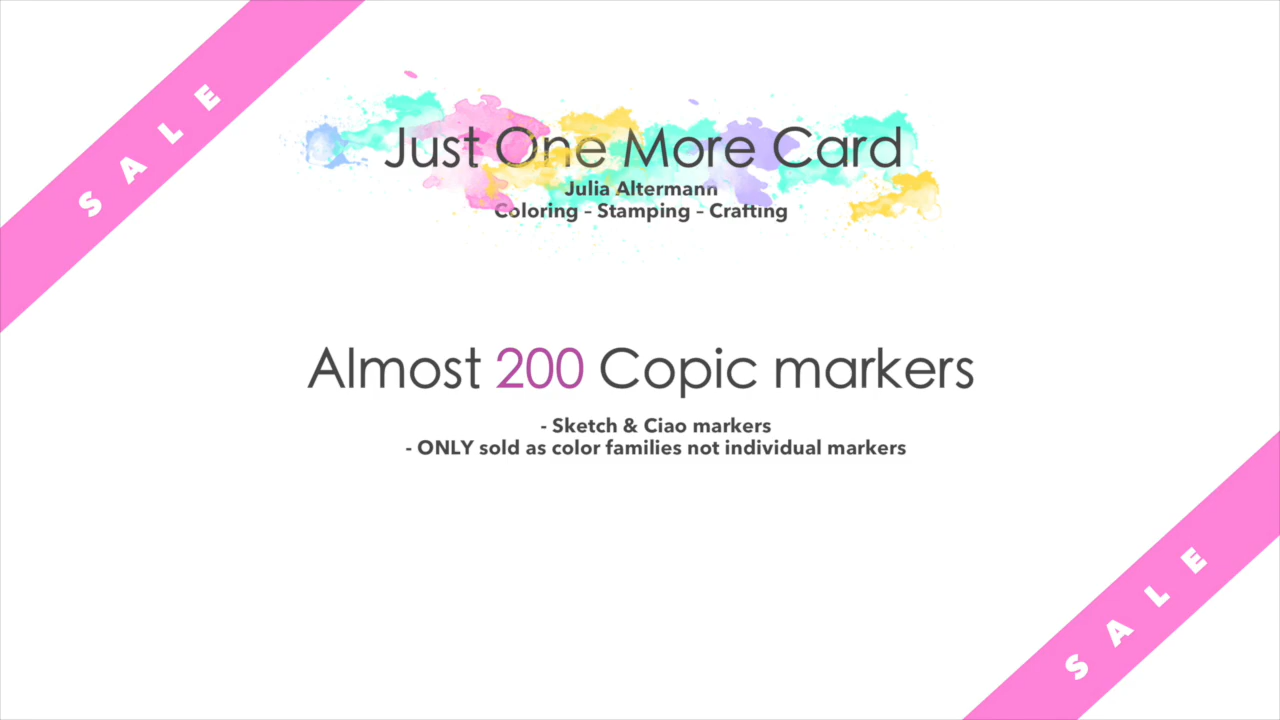 SALE
Just One More Card
Julia Altermann
Coloring – Stamping – Crafting
Almost 200 Copic markers
- Sketch & Ciao markers
- ONLY sold as color families not individual markers
SALE